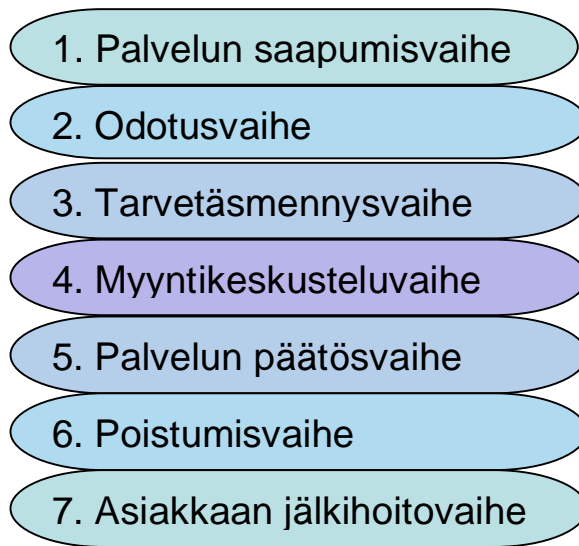 1. Palvelun saapumisvaihe
2. Odotusvaihe
3. Tarvetäsmennysvaihe
4. Myyntikeskusteluvaihe
5. Palvelun päätösvaihe
6. Poistumisvaihe
7. Asiakkaan jälkihoitovaihe